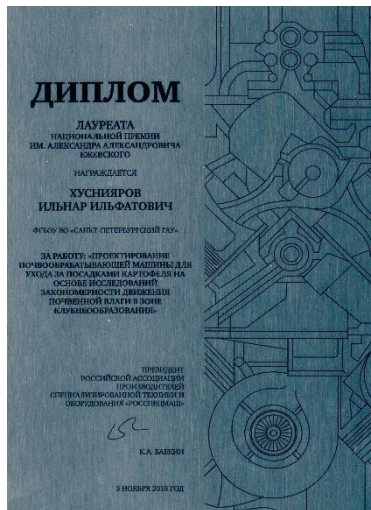 ДИПЛОМ
ЛАУРЕАТА
НАЦИОНАЛЬНОЙ ПРЕМИИ
ИМ. АЛЕКСАНДРА АЛЕКСАНДРОВИЧА
ЕЖЕВСКОГО
НАГРАЖДАЕТСЯ
ХУСНИЯРОВ
ИЛЬНАР ИЛЬФАТОВИЧ
ФГБОУ ВО «САНКТ-ПЕТЕРБУРГСКИЙ ГАУ»
ЗА РАБОТУ: «ПРОЕКТИРОВАНИЕ
ПОЧВООБРАБАТЫВАЮЩЕЙ МАШИНЫ ДЛЯ
УХОДА ЗА ПОСАДКАМИ КАРТОФЕЛЯ НА
ОСНОВЕ ИССЛЕДОВАНИЙ
ЗАКОНОМЕРНОСТИ ДВИЖЕНИЯ
ПОЧВЕННОЙ ВЛАГИ В ЗОНЕ
КЛУБНЕОБРАЗОВАНИЯ»
ПРЕЗИДЕНТ
РОССИЙСКОЙ АССОЦИАЦИИ
ПРОИЗВОДИТЕЛЕЙ
СПЕЦИАЛИЗИРОВАННОЙ ТЕХНИКИ И
ОБОРУДОВАНИЯ «РОССПЕЦМАШ»
К.А. БАБКИН
3 НОЯБРЯ 2018 ГОД